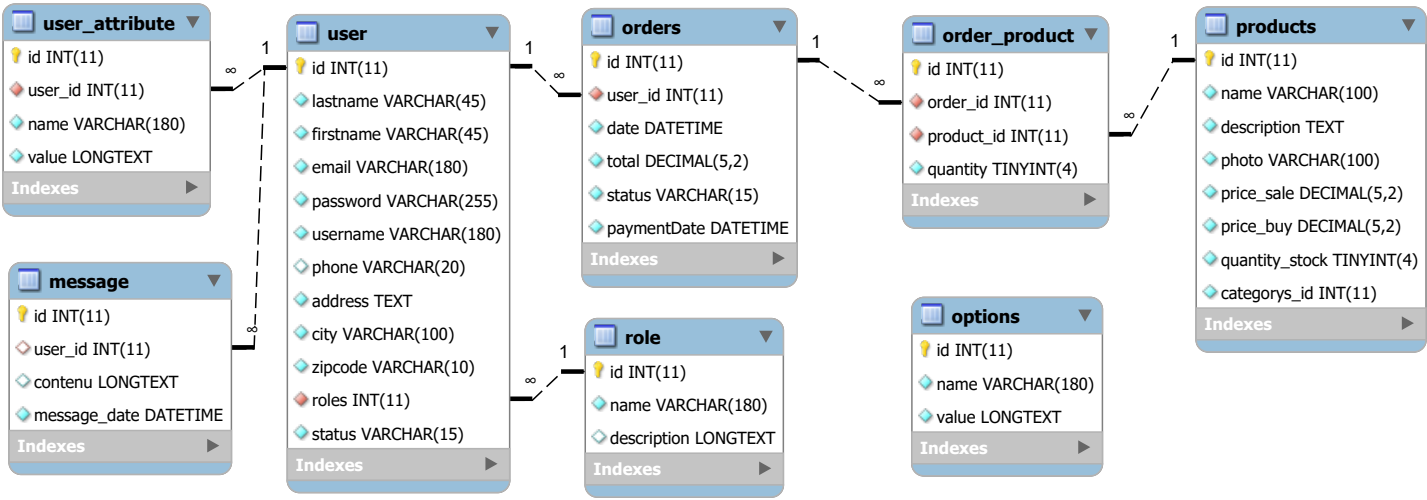 user_attribute
id INT(11)
user_id INT(11)
name VARCHAR(180)
value LONGTEXT
Indexes
1
∞
user
id INT(11)
lastname VARCHAR(45)
firstname VARCHAR(45)
email VARCHAR(180)
password VARCHAR(255)
username VARCHAR(180)
phone VARCHAR(20)
address TEXT
city VARCHAR(100)
zipcode VARCHAR(10)
roles INT(11)
status VARCHAR(15)
Indexes
1
∞
orders
id INT(11)
user_id INT(11)
date DATETIME
total DECIMAL(5,2)
status VARCHAR(15)
paymentDate DATETIME
Indexes
1
∞
order_product
id INT(11)
order_id INT(11)
product_id INT(11)
quantity TINYINT(4)
Indexes
1
∞
products
id INT(11)
name VARCHAR(100)
description TEXT
photo VARCHAR(100)
price_sale DECIMAL(5,2)
price_buy DECIMAL(5,2)
quantity_stock TINYINT(4)
categorys_id INT(11)
Indexes
message
id INT(11)
user_id INT(11)
contenu LONGTEXT
message_date DATETIME
Indexes
∞
1
∞
role
id INT(11)
name VARCHAR(180)
description LONGTEXT
Indexes
options
id INT(11)
name VARCHAR(180)
value LONGTEXT
Indexes